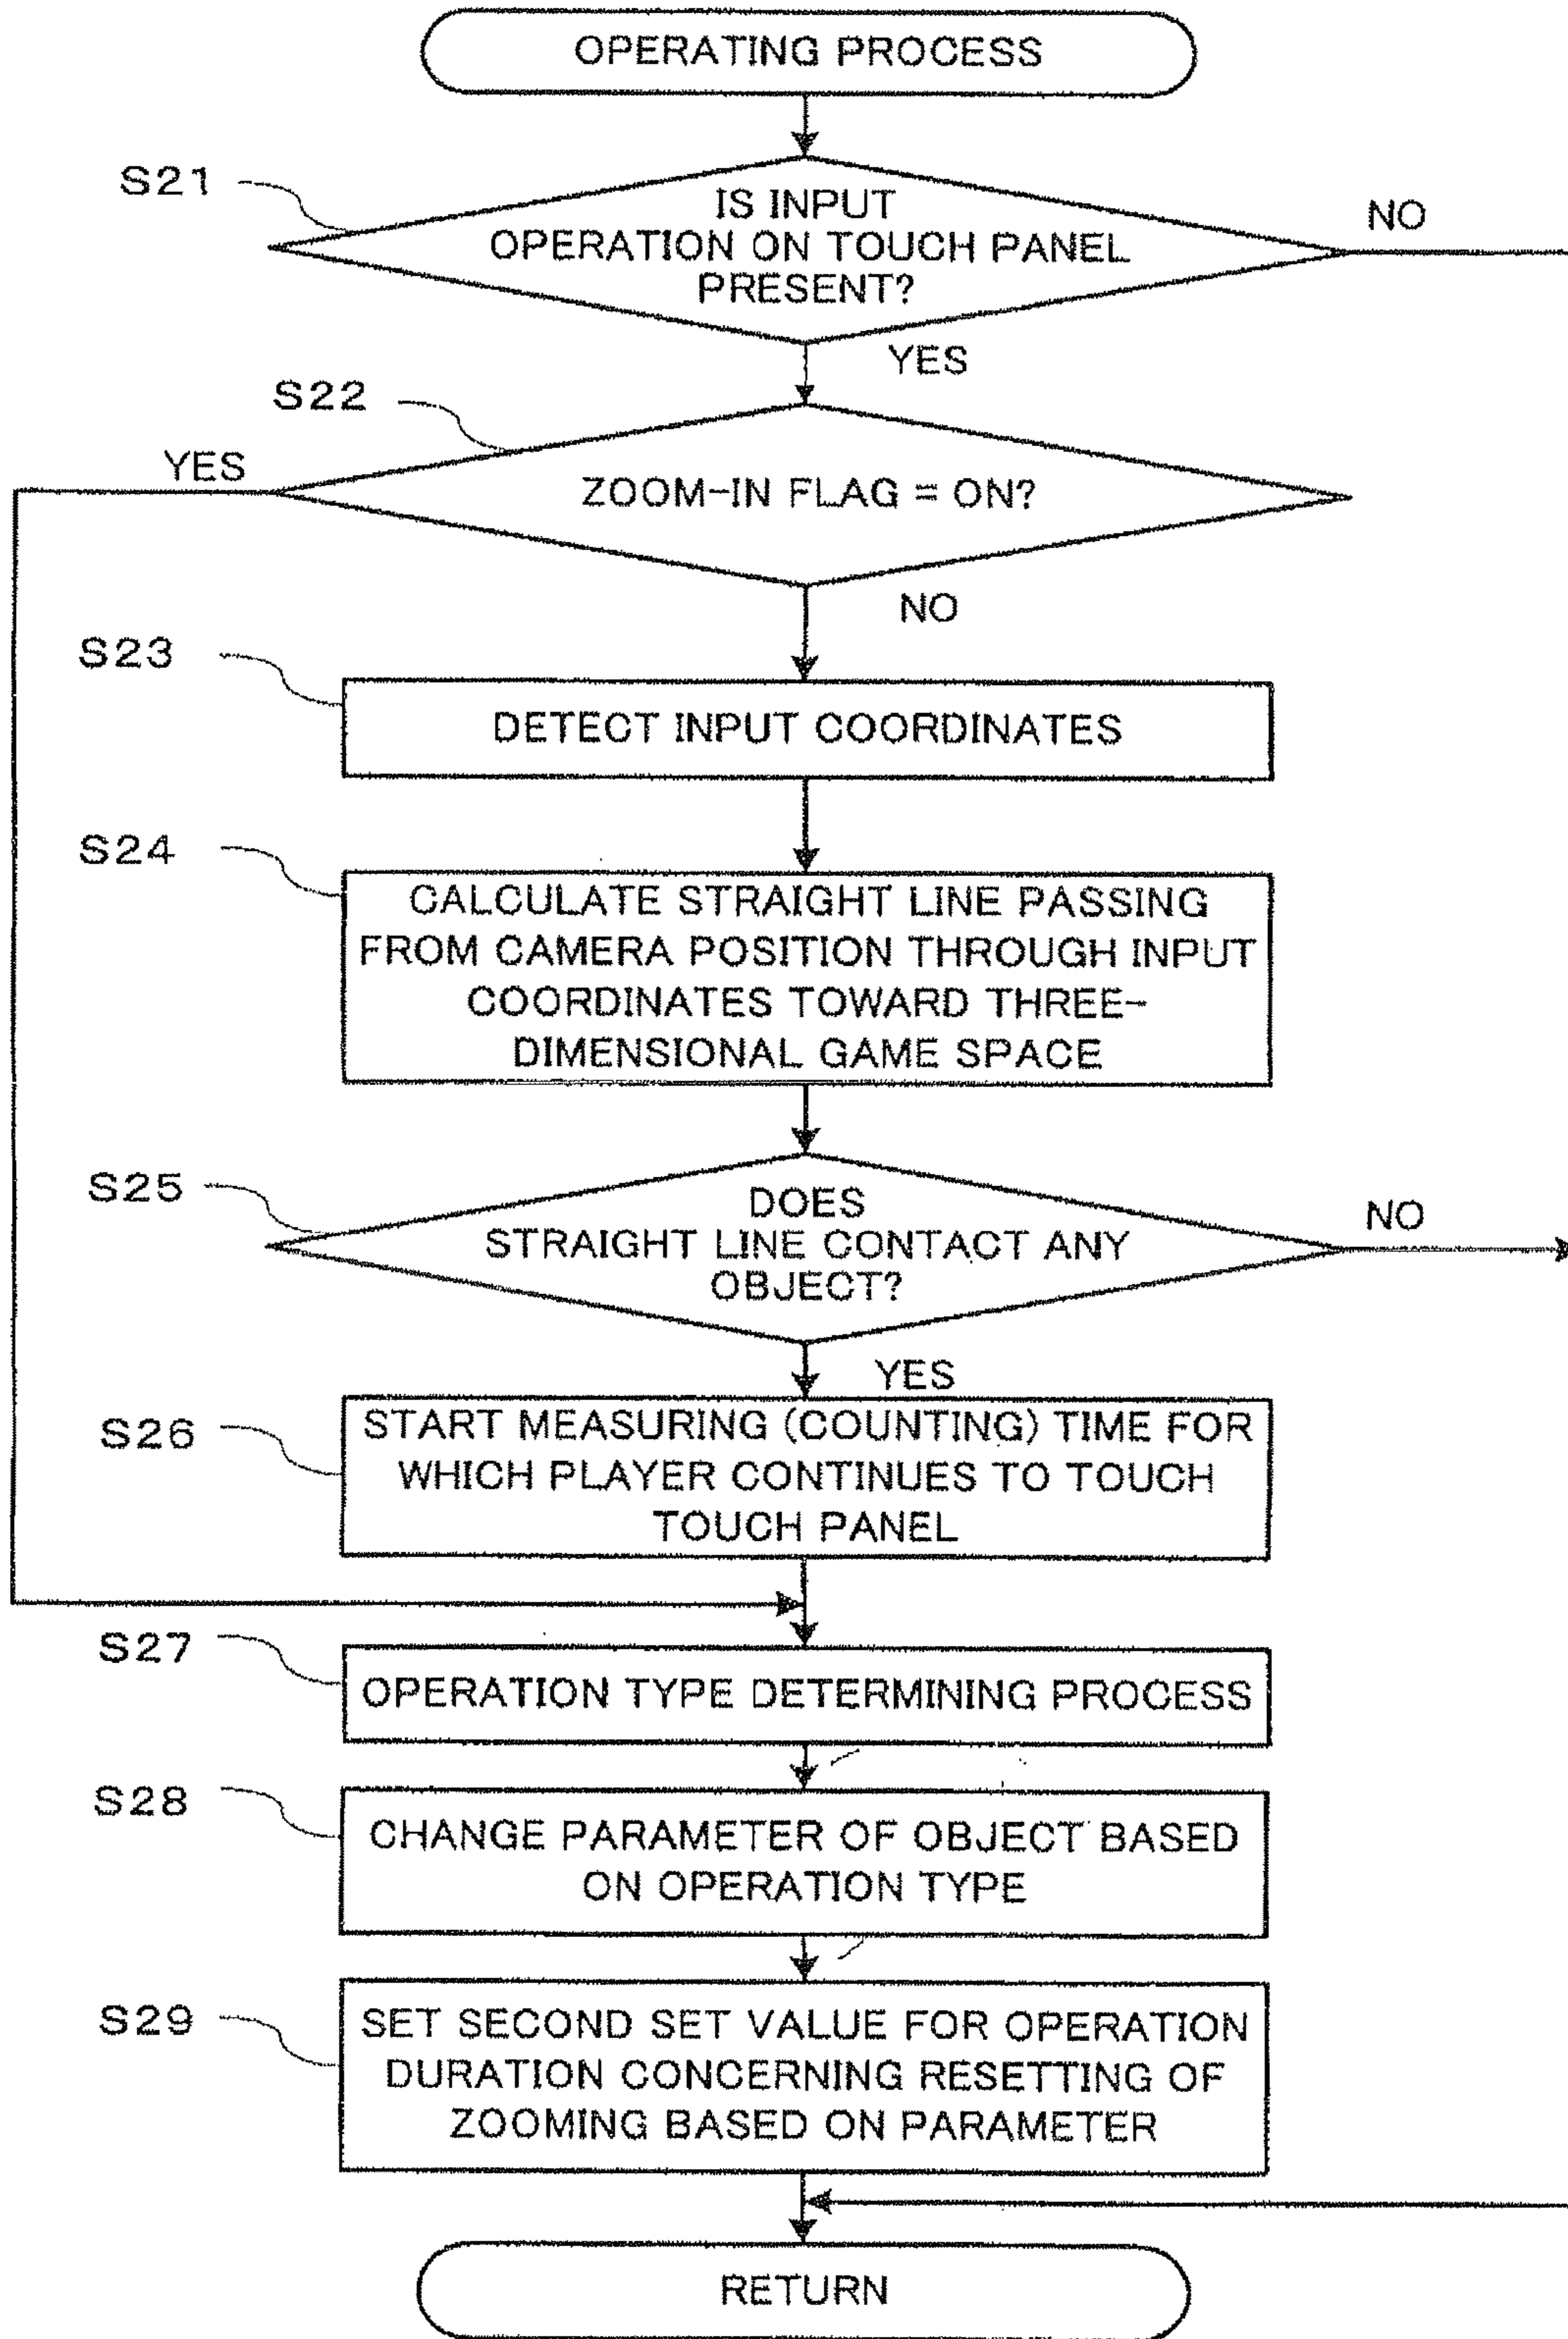 OPERATING PROCESS
S21
IS INPUT
OPERATION ON TOUCH PANEL
PRESENT?
NO
YES
S22
YES
ZOOM-IN FLAG = ON?
NO
S23
DETECT INPUT COORDINATES
S24
CALCULATE STRAIGHT LINE PASSING
FROM CAMERA POSITION THROUGH INPUT
COORDINATES TOWARD THREE-
DIMENSIONAL GAME SPACE
S25
DOES
STRAIGHT LINE CONTACT ANY
OBJECT?
NO
YES
S26
START MEASURING (COUNTING) TIME FOR
WHICH PLAYER CONTINUES TO TOUCH
TOUCH PANEL
S27
OPERATION TYPE DETERMINING PROCESS
S28
CHANGE PARAMETER OF OBJECT BASED
ON OPERATION TYPE
S29
SET SECOND SET VALUE FOR OPERATION
DURATION CONCERNING RESETTING OF
ZOOMING BASED ON PARAMETER
RETURN